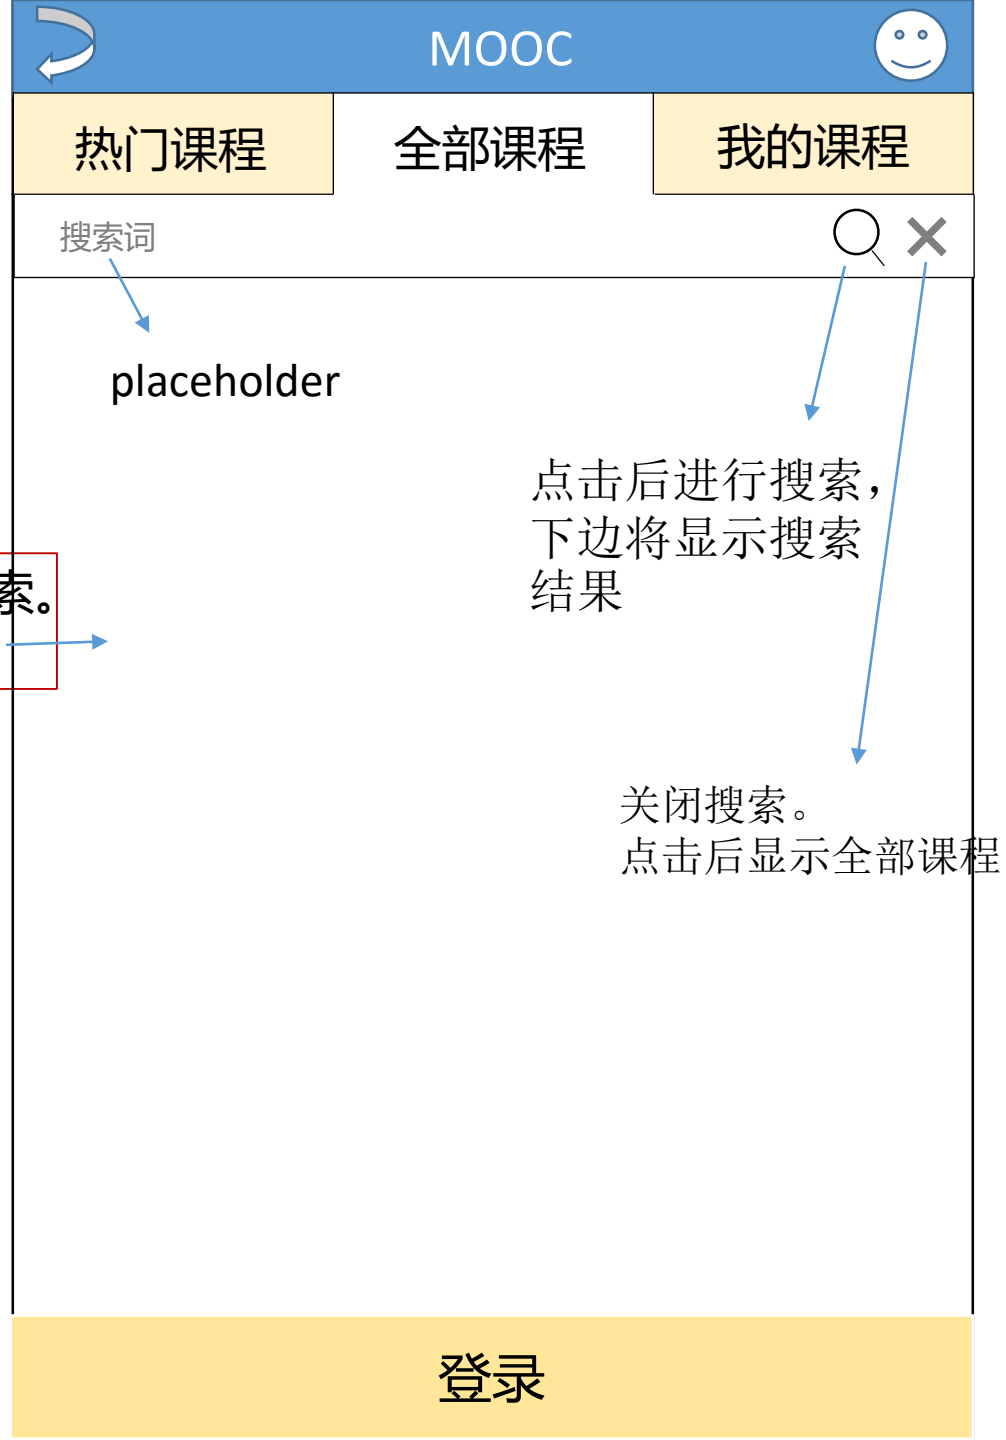 MOOC
热门课程
全部课程
我的课程
搜索词
placeholder
点击后进行搜索，
下边将显示搜索
结果
索。
关闭搜索。
点击后显示全部课程
登录